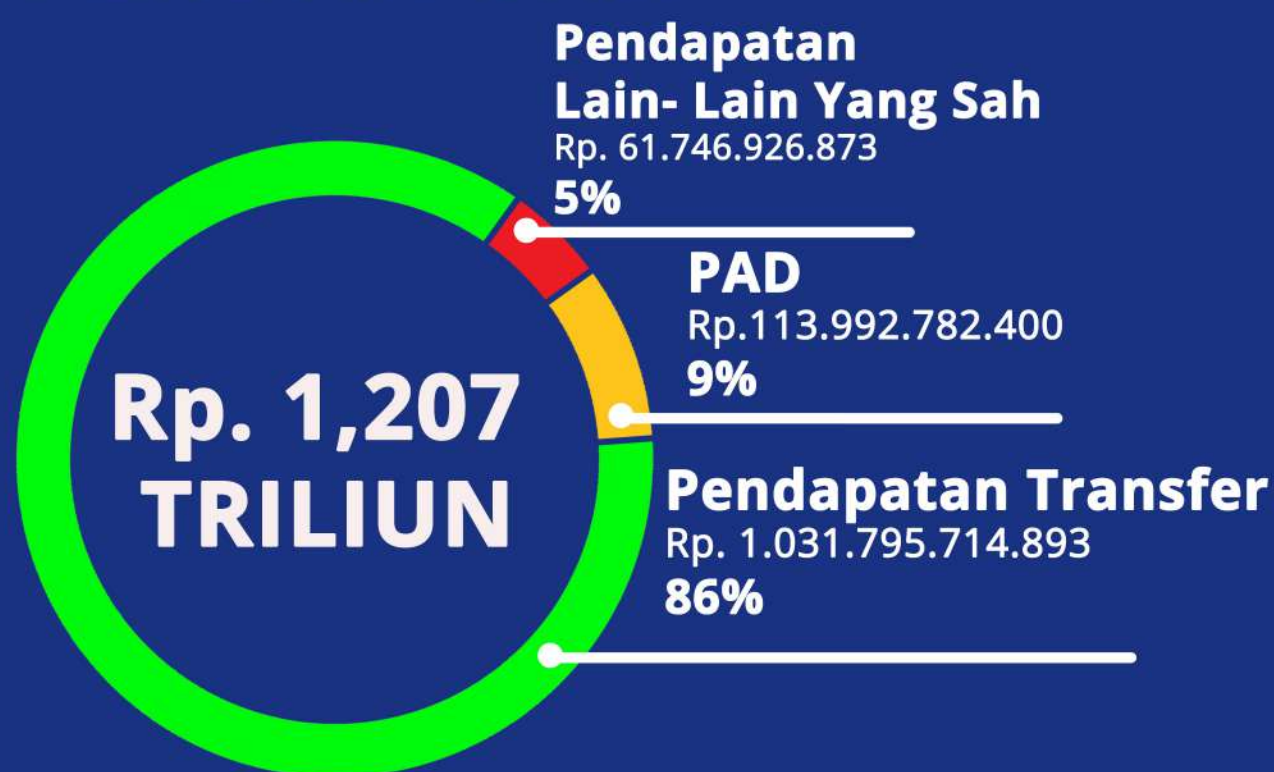 Pendapatan
Lain- Lain Yang Sah
Rp. 61.746.926.873
5%
PAD
Rp.113.992.782.400
9%
Rp. 1,207
TRILIUN
Pendapatan Transfer
Rp. 1.031.795.714.893
86%